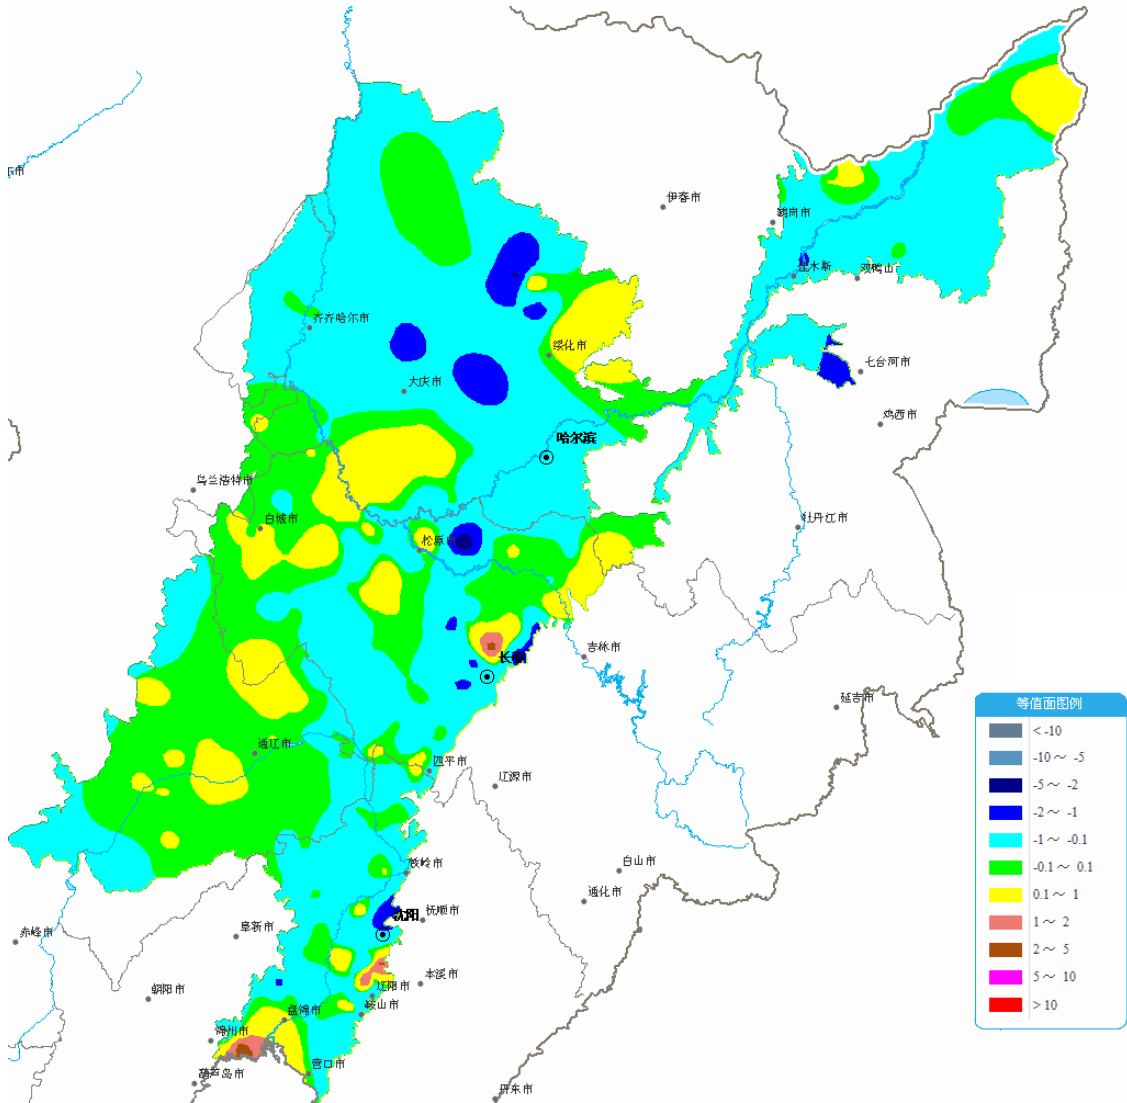 伊春市
鹤岗市
佳木斯
双鸭山
齐齐哈尔市
绥化市
七台河市
大庆市
鸡西市
哈尔滨
乌兰浩特市
白城市
牡丹江市
松原
吉林市
长春
延吉市
通辽市
四平市
辽源市
铁岭市
白山市
通化市
沈阳
抚顺市
阜新市
赤峰市
本溪市
辽阳市
朝阳市
鞍山市
盘锦市
锦州市
营口市
葫芦岛市
丹东市
等值面图例
< -10
-10～ -5
-5～ -2
-2～ -1
-1～ -0.1
-0.1～ 0.1
0.1～ 1
1～ 2
2～ 5
5～ 10
> 10